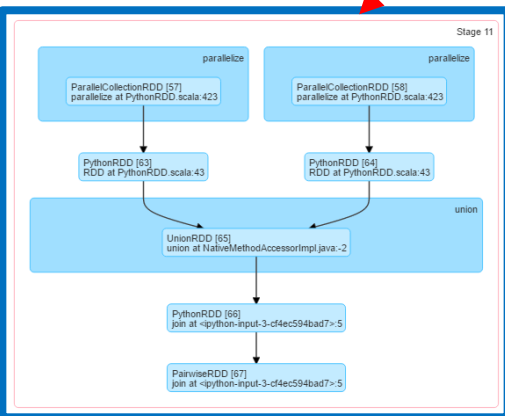 Stage 11
parallelize
parallelize
ParallelCollectionRDD [57]
parallelize at PythonRDD.scala:423
ParallelCollectionRDD [58]
parallelize at PythonRDD.scala:423
PythonRDD [63]
RDD at PythonRDD.scala:43
PythonRDD [64]
RDD at PythonRDD.scala:43
union
UnionRDD [65]
union at NativeMethodAccessorImpl.java:-2
PythonRDD [66]
join at <ipython-input-3-cf4ec594bad7>:5
PairwiseRDD [67]
join at <ipython-input-3-cf4ec594bad7>:5